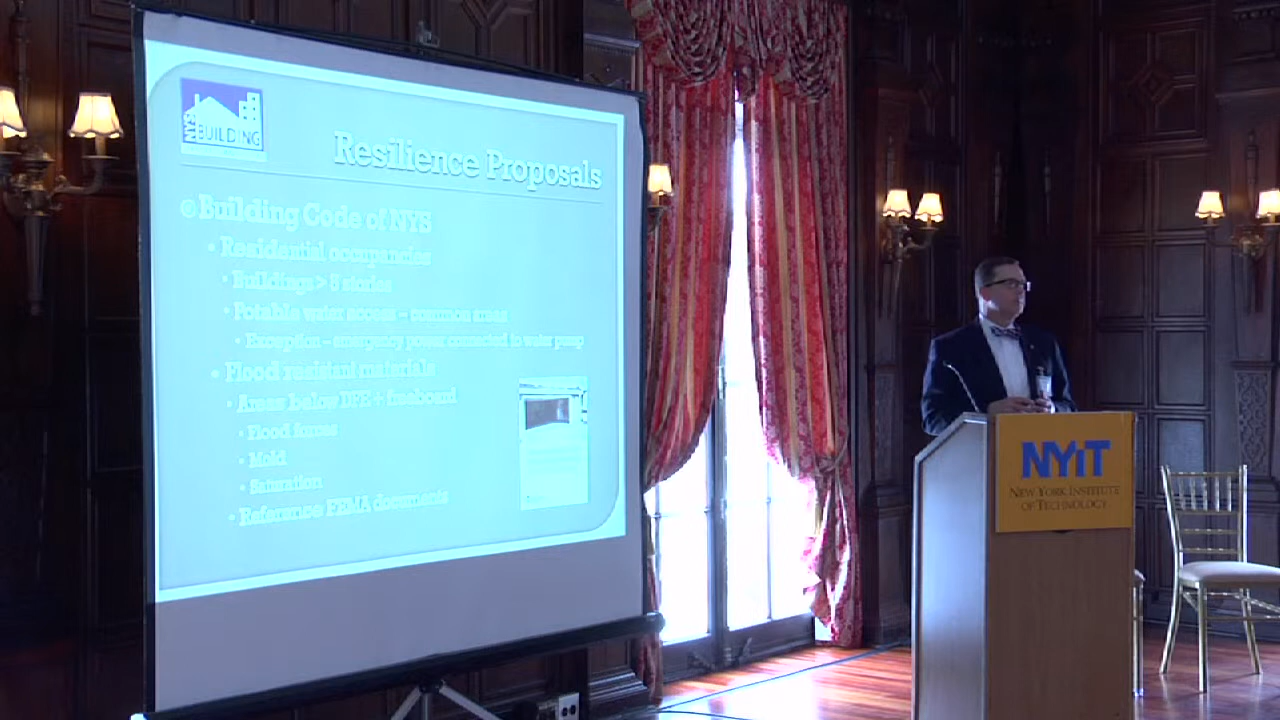 NYS
BUILDING
Resilience Proposals
Building Code of NYS
Residential occupancies
Buildings > 5 stories
Potable water access – common areas
Exception – emergency power connected to water pump
Flood resistant materials
Areas below DFE + freeboard
Flood forces
Mold
Saturation
Reference FEMA documents
NYIT
NEW YORK INSTITUTE
OF TECHNOLOGY